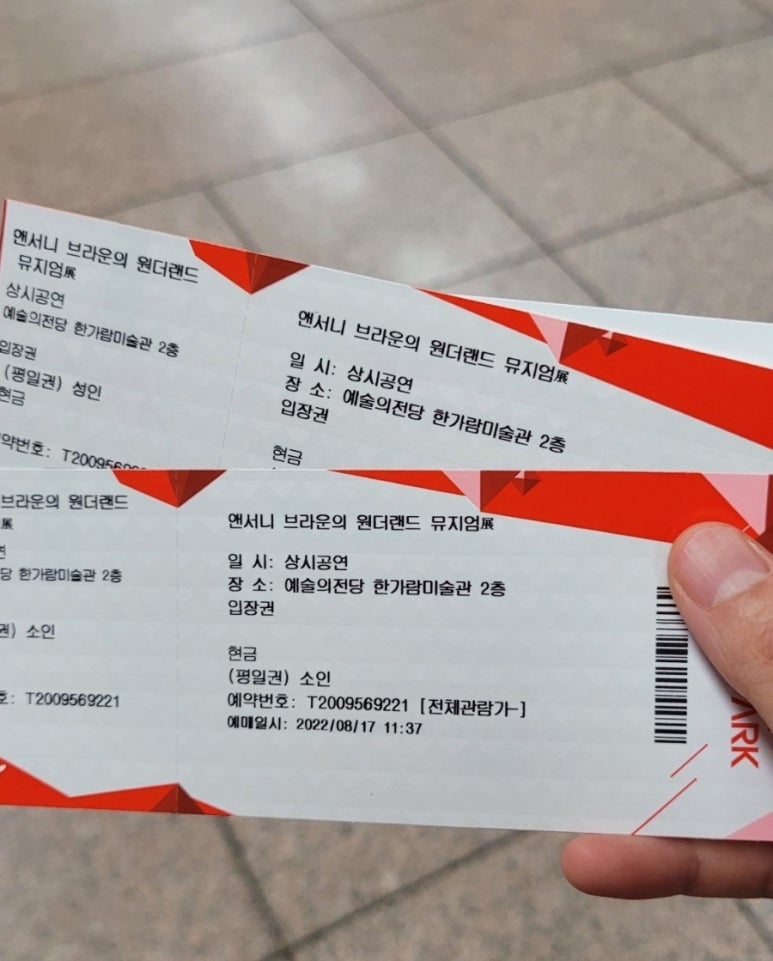 앤서니 브라운의 원더랜드
뮤지엄展
상시공연
예술의전당 한가람미술관 2층
입장권
(평일권) 성인
현금
약번호: T2009569
앤서니 브라운의 원더랜드 뮤지엄展
일 시: 상시공연
장 소: 예술의전당 한가람미술관 2층
입장권
현금
브라운의 원더랜드
展
연
당 한가람미술관 2층
권) 소인
호: T2009569221
앤서니 브라운의 원더랜드 뮤지엄展
일 시: 상시공연
장 소: 예술의전당 한가람미술관 2층
입장권
현금
(평일권) 소인
예약번호: T2009569221 [전체관람가-]
예매일시: 2022/08/17 11:37
ARK